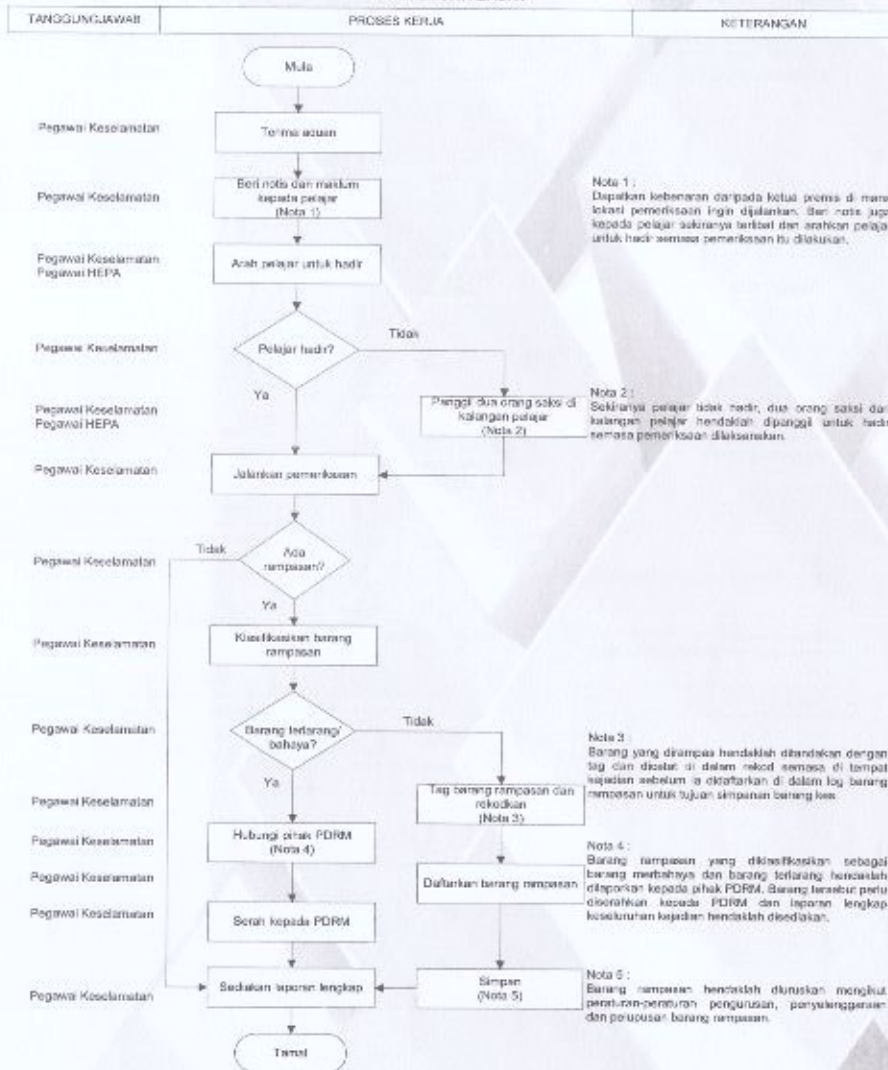 TANGGUNGJAWAB
PROSES KERJA
KETERANGAN
Mula
Pegawai Keselamatan
Terima aduan
Pegawai Keselamatan
Beri notis dan maklum
kepada pelajar
(Nota 1)
Nota 1 :
Dapatkan kebenaran daripada ketua premis di mana
lokasi pemeriksaan ingin dijalankan. Beri notis juga
kepada pelajar sekiranya terlibat dan arahkan pelajar
untuk hadir semasa pemeriksaan itu dilakukan.
Pegawai Keselamatan
Pegawai HEPA
Arah pelajar untuk hadir
Pegawai Keselamatan
Pelajar hadir?
Tidak
Ya
Pegawai Keselamatan
Pegawai HEPA
Panggil dua orang saksi di
kalangan pelajar
(Nota 2)
Nota 2 :
Sekiranya pelajar tidak hadir, dua orang saksi dari
kalangan pelajar hendaklah dipanggil untuk hadir
semasa pemeriksaan dilaksanakan.
Pegawai Keselamatan
Jalankan pemeriksaan
Pegawai Keselamatan
Tidak
Ada
rampasan?
Ya
Pegawai Keselamatan
Klasifikasikan barang
rampasan
Pegawai Keselamatan
Barang terlarang/
bahaya?
Tidak
Ya
Nota 3 :
Barang yang dirampas hendaklah ditandakan dengan
tag dan dicatat di dalam rekod semasa di tempat
kejadian sebelum ia didaftarkan di dalam log barang
rampasan untuk tujuan simpanan barang kes.
Pegawai Keselamatan
Tag barang rampasan dan
rekodkan
(Nota 3)
Pegawai Keselamatan
Hubungi pihak PDRM
(Nota 4)
Nota 4 :
Barang rampasan yang diklasifikasikan sebagai
barang merbahaya dan barang terlarang hendaklah
dilaporkan kepada pihak PDRM. Barang tersebut perlu
diserahkan kepada PDRM dan laporan lengkap
keseluruhan kejadian hendaklah disediakan.
Pegawai Keselamatan
Daftarkan barang rampasan
Pegawai Keselamatan
Serah kepada PDRM
Pegawai Keselamatan
Sediakan laporan lengkap
Simpan
(Nota 5)
Nota 5 :
Barang rampasan hendaklah diuruskan mengikut
peraturan-peraturan pengurusan, penyelenggaraan
dan pelupusan barang rampasan.
Tamat